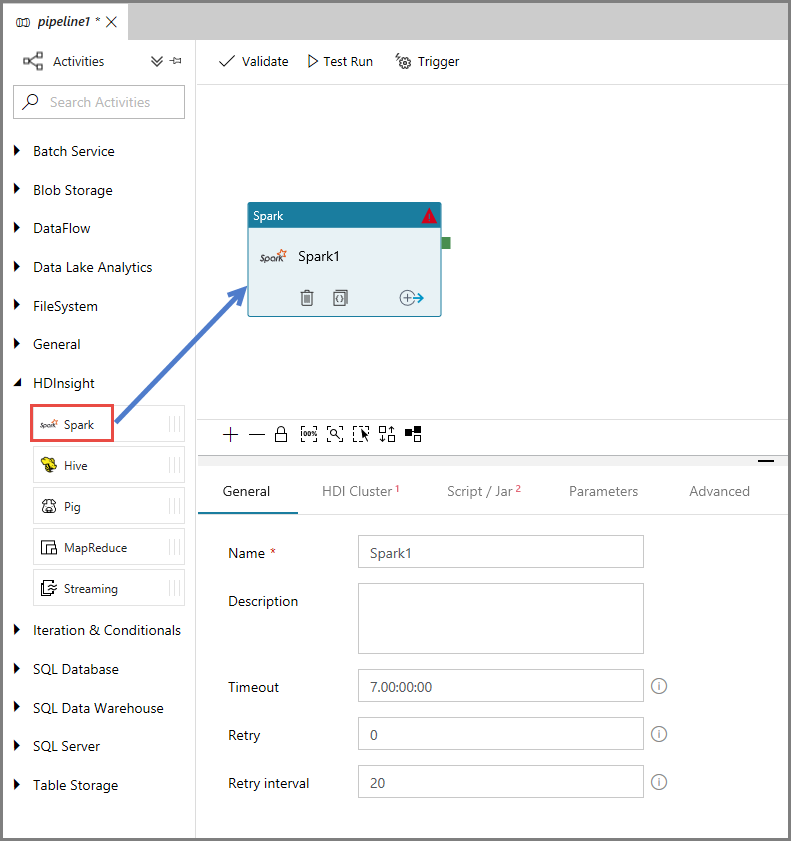 pipeline1 *
Activities
Search Activities
Batch Service
Blob Storage
DataFlow
Data Lake Analytics
FileSystem
General
HDInsight
Spark Spark
Hive
Pig
MapReduce
Streaming
Iteration & Conditionals
SQL Database
SQL Data Warehouse
SQL Server
Table Storage
Validate Test Run Trigger
Spark
Spark Spark1
100%
General HDI Cluster 1 Script / Jar 2 Parameters Advanced
Name * Spark1
Description
Timeout 7.00:00:00
Retry 0
Retry interval 20